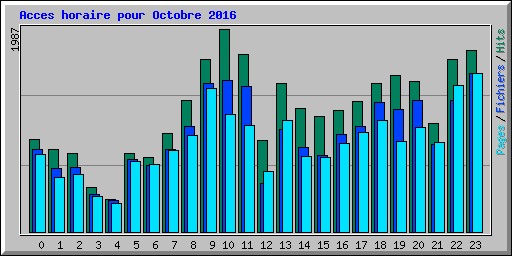 Acces horaire pour Octobre 2016
1987
Pages / Fichiers / Hits
0 1 2 3 4 5 6 7 8 9 10 11 12 13 14 15 16 17 18 19 20 21 22 23